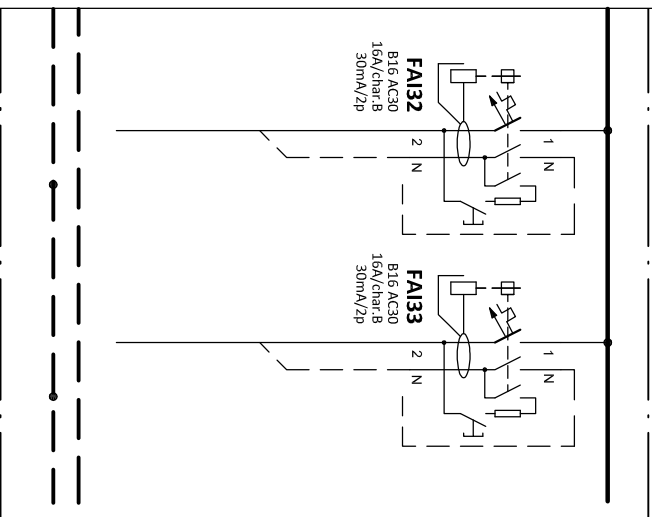 FAI32
B16 AC30
16A/char.B
30mA/2p
1
N
2
N
FAI33
B16 AC30
16A/char.B
30mA/2p
1
N
2
N